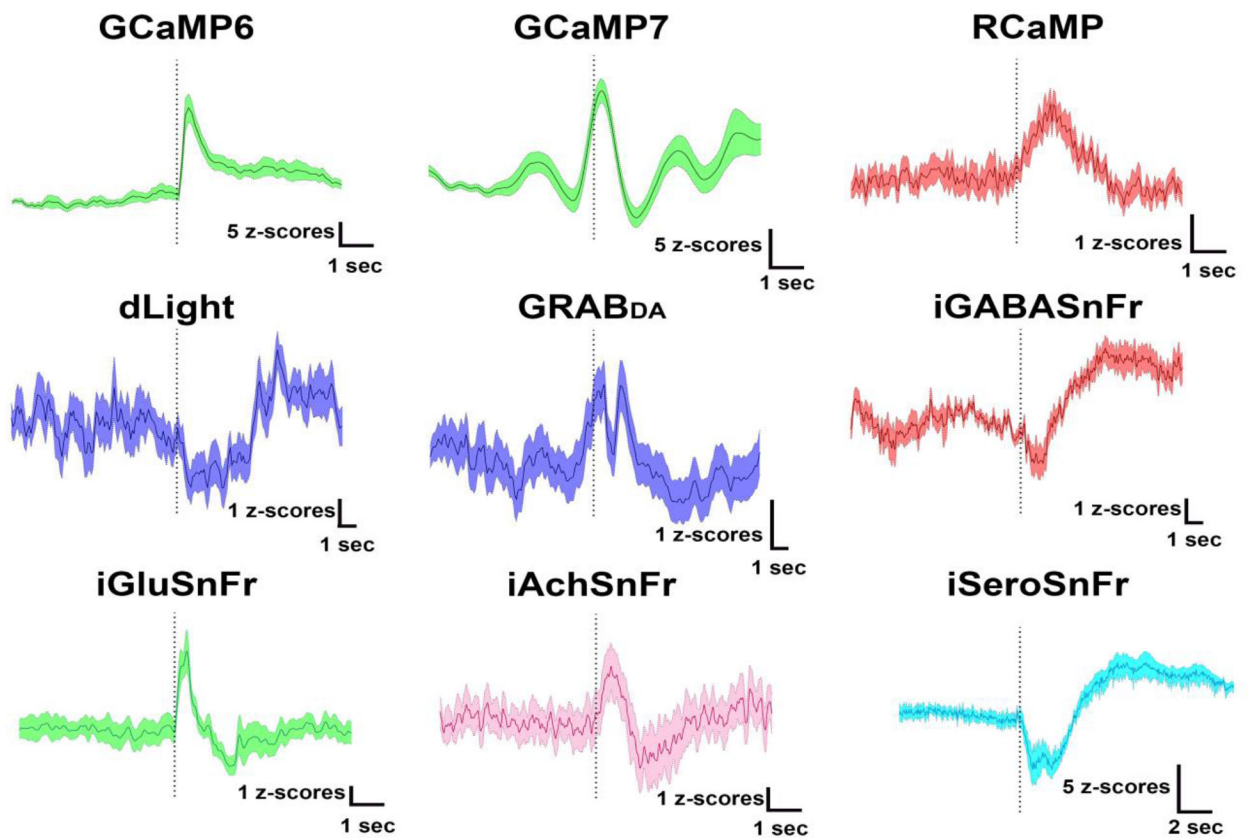 GCaMP6
GCaMP7
RCaMP
5 z-scores
1 sec
5 z-scores
1 sec
1 z-scores
1 sec
dLight
GRABDA
iGABASnFr
1 z-scores
1 sec
1 z-scores
1 sec
1 z-scores
1 sec
iGluSnFr
iAchSnFr
iSeroSnFr
1 z-scores
1 sec
1 z-scores
1 sec
5 z-scores
2 sec